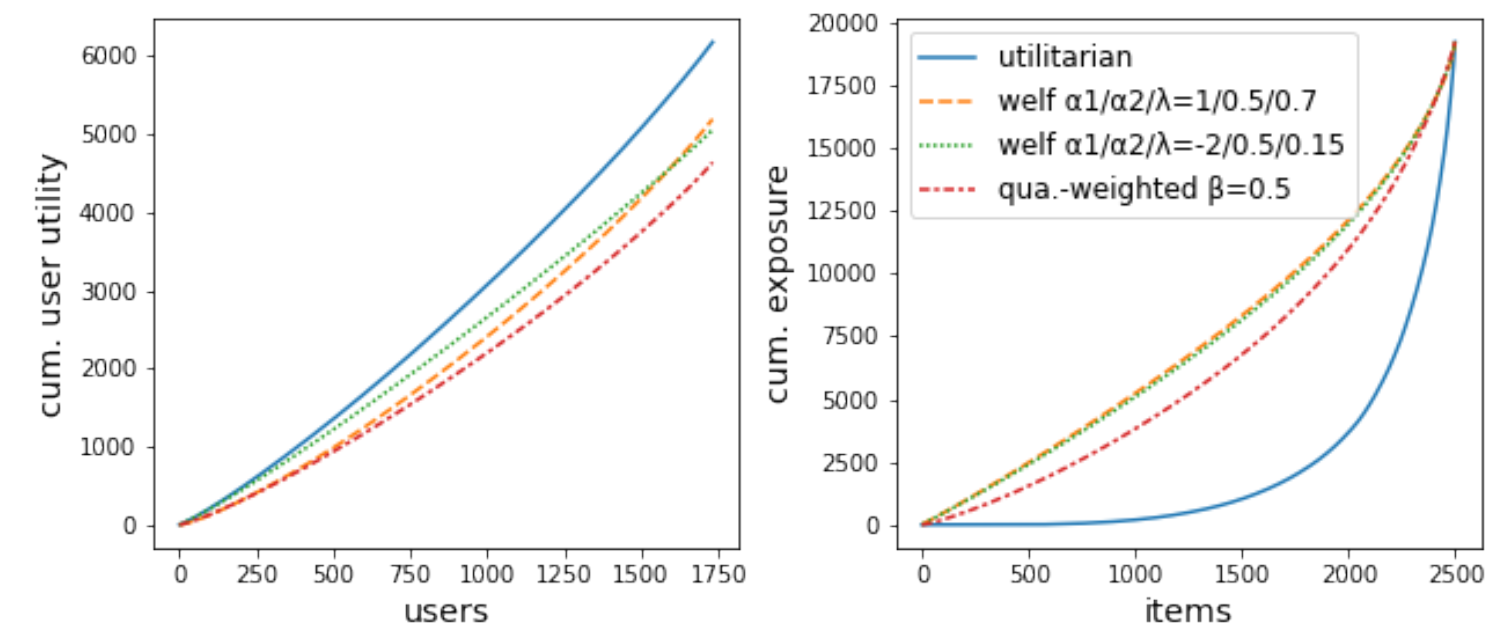 cum. user utility
6000
5000
4000
3000
2000
1000
0
0 250 500 750 1000 1250 1500 1750
users
cum. exposure
20000
17500
15000
12500
10000
7500
5000
2500
0
utilitarian
welf α1/α2/λ=1/0.5/0.7
welf α1/α2/λ=-2/0.5/0.15
qua.-weighted β=0.5
0 500 1000 1500 2000 2500
items